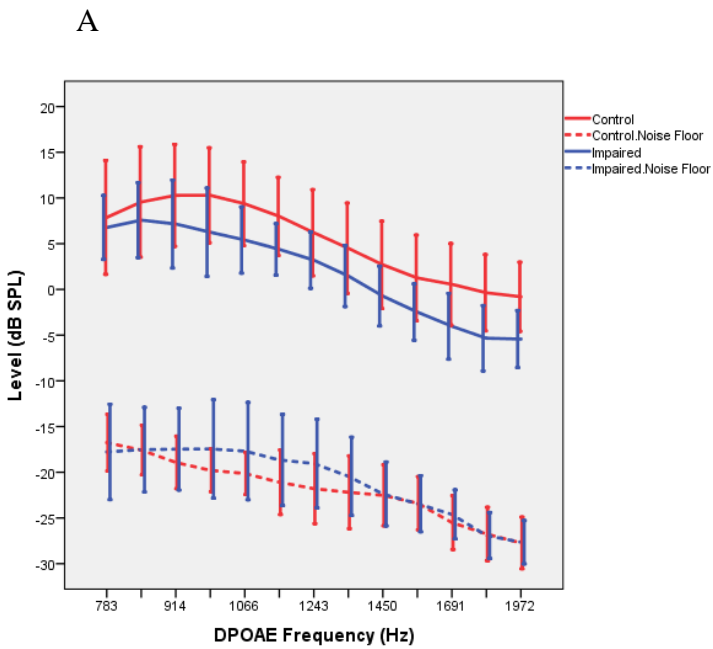 A
20
15
10
5
0
-5
-10
-15
-20
-25
-30
Level (dB SPL)
783 914 1066 1243 1450 1691 1972
DPOAE Frequency (Hz)
Control
Control.Noise Floor
Impaired
Impaired.Noise Floor